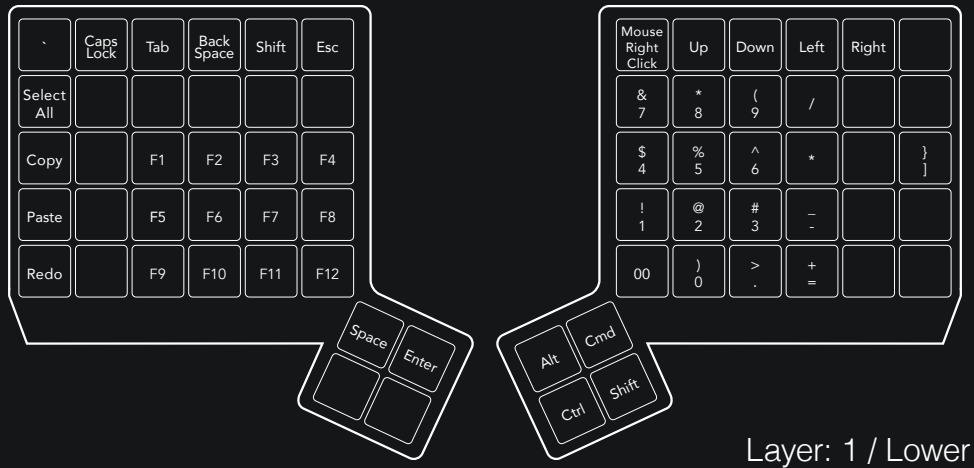 `
Caps
Lock
Tab
Back
Space
Shift
Esc
Select
All
Copy
F1
F2
F3
F4
Paste
F5
F6
F7
F8
Redo
F9
F10
F11
F12
Space
Enter
Mouse
Right
Click
Up
Down
Left
Right
&
7
*
8
(
9
/
$
4
%
5
^
6
*
}
]
!
1
@
2
#
3
_
-
00
)
0
>
.
+
=
Alt
Cmd
Ctrl
Shift
Layer: 1 / Lower